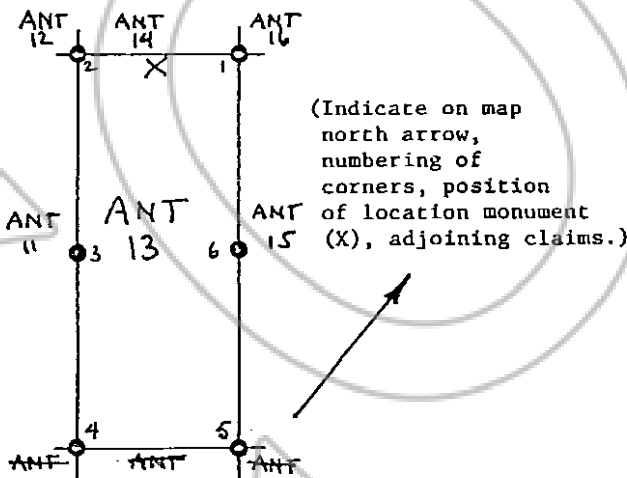 ANT ANT ANT
12 14 16
2 X 1
(Indicate on map
north arrow,
numbering of
corners, position
of location monument
(X), adjoining claims.)
ANT ANT ANT
11 3 13 6 15
4 5
ANT ANT ANT